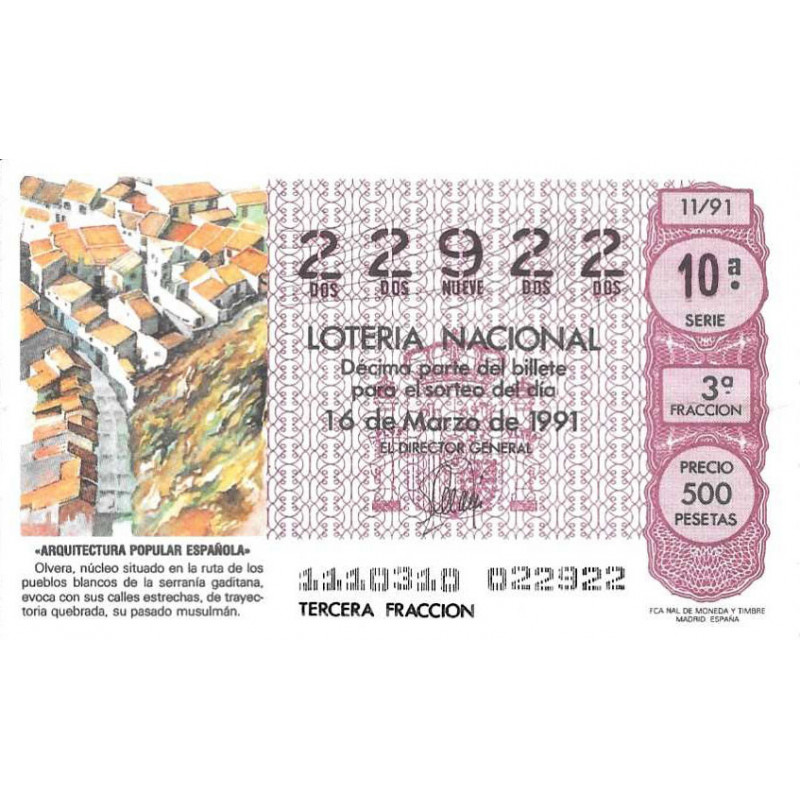 «ARQUITECTURA POPULAR ESPAÑOLA»
Olvera, núcleo situado en la ruta de los
pueblos blancos de la serranía gaditana,
evoca con sus calles estrechas, de trayec-
toria quebrada, su pasado musulmán.
2 2 9 2 2
DOS DOS NUEVE DOS DOS
LOTERIA NACIONAL
Décima parte del billete
para el sorteo del día
16 de Marzo de 1991
EL DIRECTOR GENERAL
1110310 022922
TERCERA FRACCION
11/91
10ª.
SERIE
3ª
FRACCION
PRECIO
500
PESETAS
FCA NAL DE MONEDA Y TIMBRE
MADRID ESPAÑA